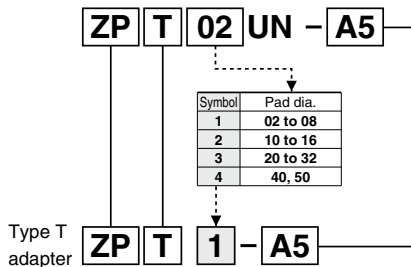 ZP T 02 UN – A5
Symbol Pad dia.
1 02 to 08
2 10 to 16
3 20 to 32
4 40, 50
Type T
adapter ZP T 1 – A5